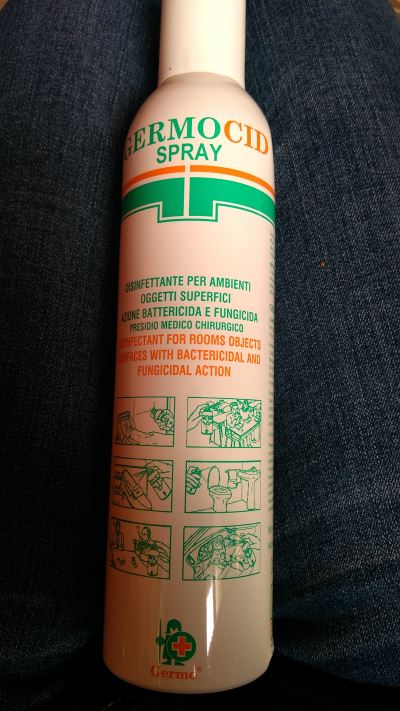 GERMOCID
SPRAY
DISINFETTANTE PER AMBIENTI
OGGETTI SUPERFICI
AZIONE BATTERICIDA E FUNGICIDA
PRESIDIO MEDICO CHIRURGICO
DISINFECTANT FOR ROOMS OBJECTS
SURFACES WITH BACTERICIDAL AND
FUNGICIDAL ACTION
Germo®